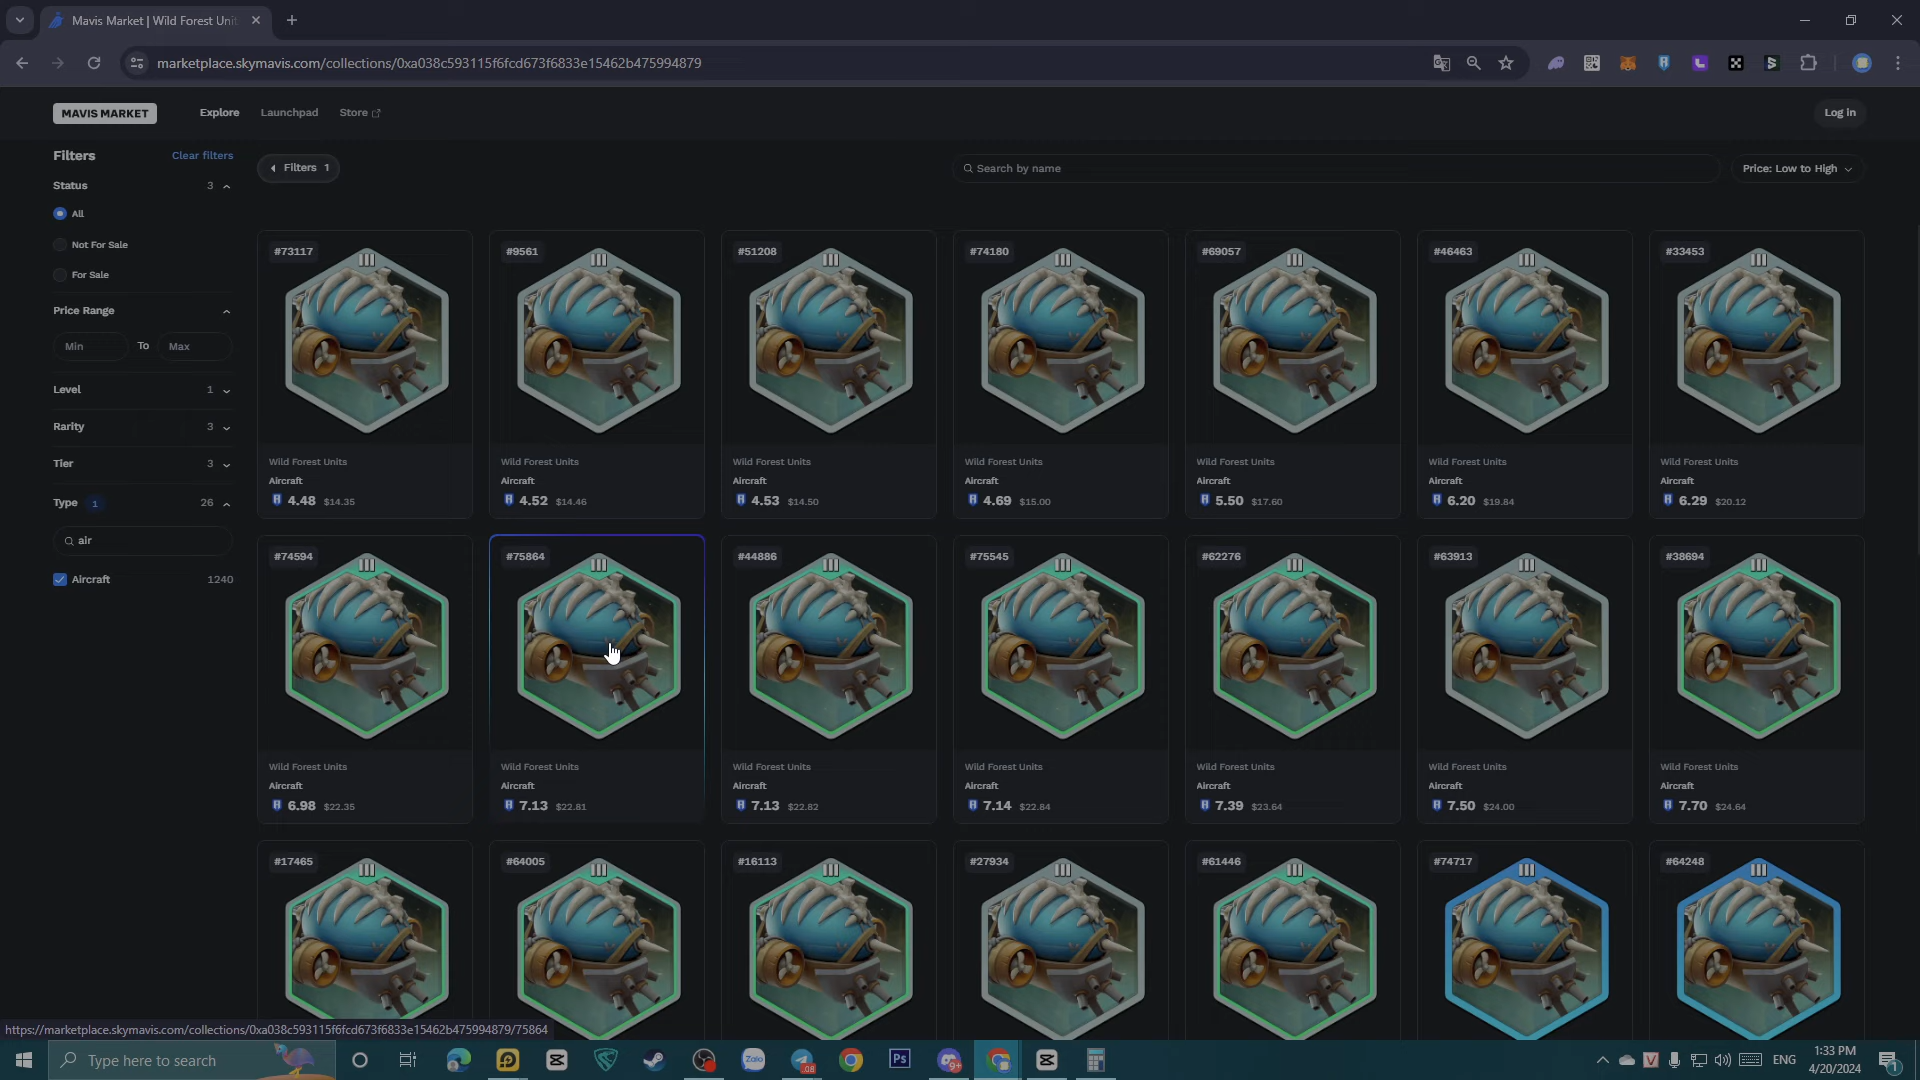 Mavis Market | Wild Forest Unit
marketplace.skymavis.com/collections/0xa038c593115f6fcd673f6833e15462b475994879
MAVIS MARKET
Explore
Launchpad
Store
Log in
Filters
Clear filters
Filters 1
Search by name
Price: Low to High
Status 3
All
Not For Sale
For Sale
Price Range
Min To Max
Level 1
Rarity 3
Tier 3
Type 1 26
air
Aircraft 1240
#73117 #9561 #51208 #74180 #69057 #46463 #33453
Wild Forest Units Wild Forest Units Wild Forest Units Wild Forest Units Wild Forest Units Wild Forest Units Wild Forest Units
Aircraft Aircraft Aircraft Aircraft Aircraft Aircraft Aircraft
4.48 $14.35 4.52 $14.46 4.53 $14.50 4.69 $15.00 5.50 $17.60 6.20 $19.84 6.29 $20.12
#74594 #75864 #44886 #75545 #62276 #63913 #38694
Wild Forest Units Wild Forest Units Wild Forest Units Wild Forest Units Wild Forest Units Wild Forest Units Wild Forest Units
Aircraft Aircraft Aircraft Aircraft Aircraft Aircraft Aircraft
6.98 $22.35 7.13 $22.81 7.13 $22.82 7.14 $22.84 7.39 $23.64 7.50 $24.00 7.70 $24.64
#17465 #64005 #16113 #27934 #61446 #74717 #64248
https://marketplace.skymavis.com/collections/0xa038c593115f6fcd673f6833e15462b475994879/75864
Type here to search
Zalo
.08
Ps
9+
ENG
1:33 PM
4/20/2024
1